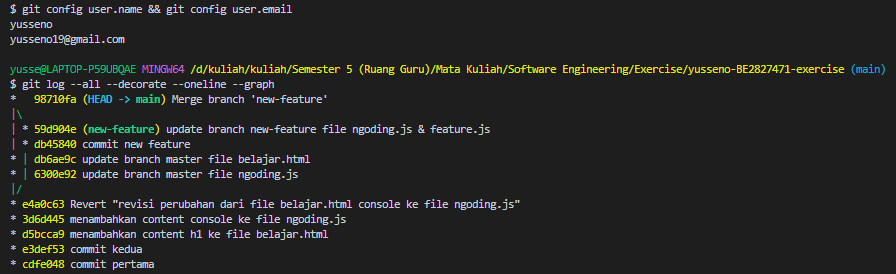 $ git config user.name && git config user.email
yusseno
yusseno19@gmail.com
yusse@LAPTOP-P59UBQAE MINGW64 /d/kuliah/kuliah/Semester 5 (Ruang Guru)/Mata Kuliah/Software Engineering/Exercise/yusseno-BE2827471-exercise (main)
$ git log --all --decorate --oneline --graph
*   98710fa (HEAD -> main) Merge branch 'new-feature'
|\
| * 59d904e (new-feature) update branch new-feature file ngoding.js & feature.js
| * db45840 commit new feature
* | db6ae9c update branch master file belajar.html
* | 6300e92 update branch master file ngoding.js
|/
* e4a0c63 Revert "revisi perubahan dari file belajar.html console ke file ngoding.js"
* 3d6d445 menambahkan content console ke file ngoding.js
* d5bcca9 menambahkan content h1 ke file belajar.html
* e3def53 commit kedua
* cdfe048 commit pertama